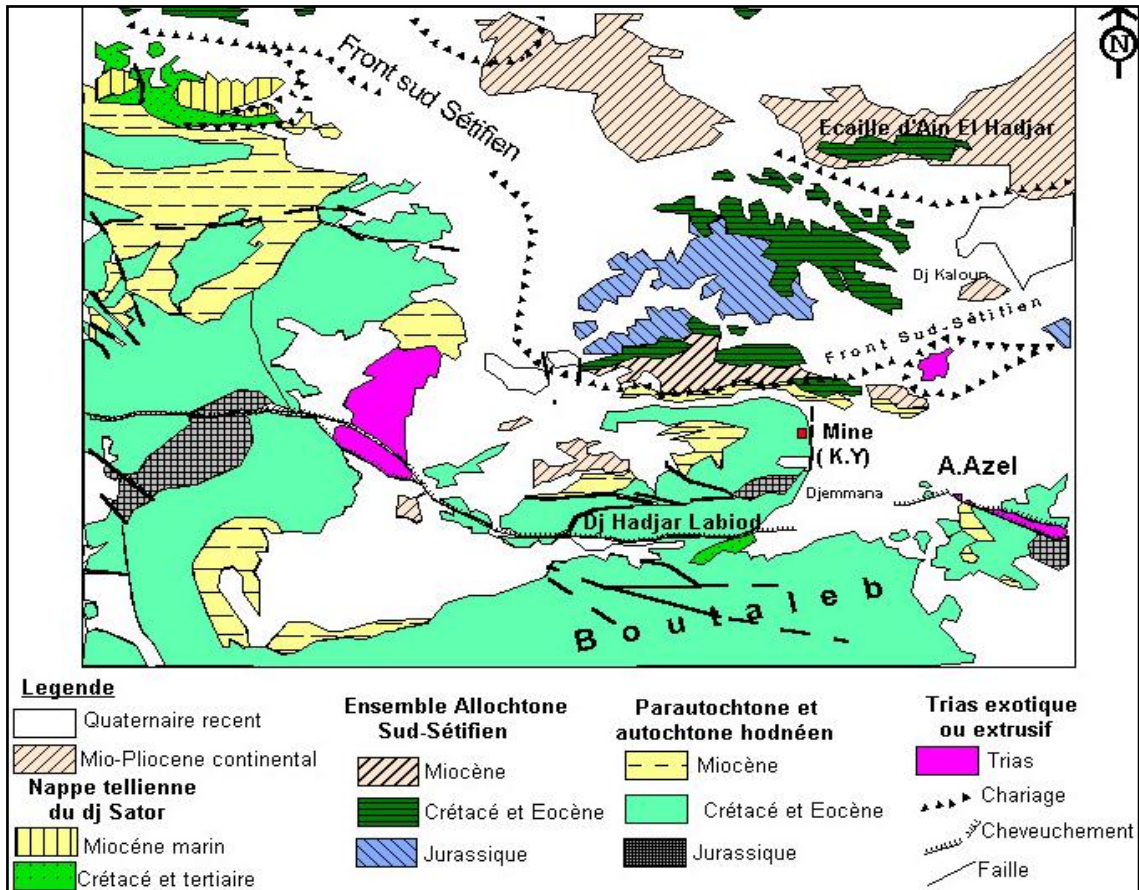 N
Front sud Sétifien
Ecaille d'Ain El Hadjar
Dj Kaloun
Front Sud-Sétifien
Mine
( K.Y)
A.Azel
Djemmana
Dj Hadjar Labiod
Boutaleb
Legende
Quaternaire recent
Mio-Pliocene continental
Nappe tellienne
du dj Sator
Miocéne marin
Crétacé et tertiaire
Ensemble Allochtone
Sud-Sétifien
Miocène
Crétacé et Eocène
Jurassique
Parautochtone et
autochtone hodnéen
Miocène
Crétacé et Eocène
Jurassique
Trias exotique
ou extrusif
Trias
Chariage
Cheveuchement
Faille